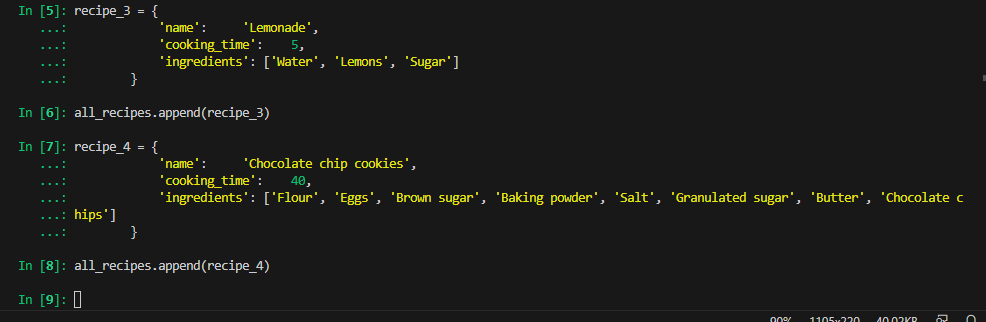 In [5]: recipe_3 = {
   ...:             'name':     'Lemonade',
   ...:             'cooking_time':    5,
   ...:             'ingredients': ['Water', 'Lemons', 'Sugar']
   ...:         }
In [6]: all_recipes.append(recipe_3)
In [7]: recipe_4 = {
   ...:             'name':     'Chocolate chip cookies',
   ...:             'cooking_time':    40,
   ...:             'ingredients': ['Flour', 'Eggs', 'Brown sugar', 'Baking powder', 'Salt', 'Granulated sugar', 'Butter', 'Chocolate c
   ...: hips']
   ...:         }
In [8]: all_recipes.append(recipe_4)
In [9]:
90% 1105x220 40.02KB